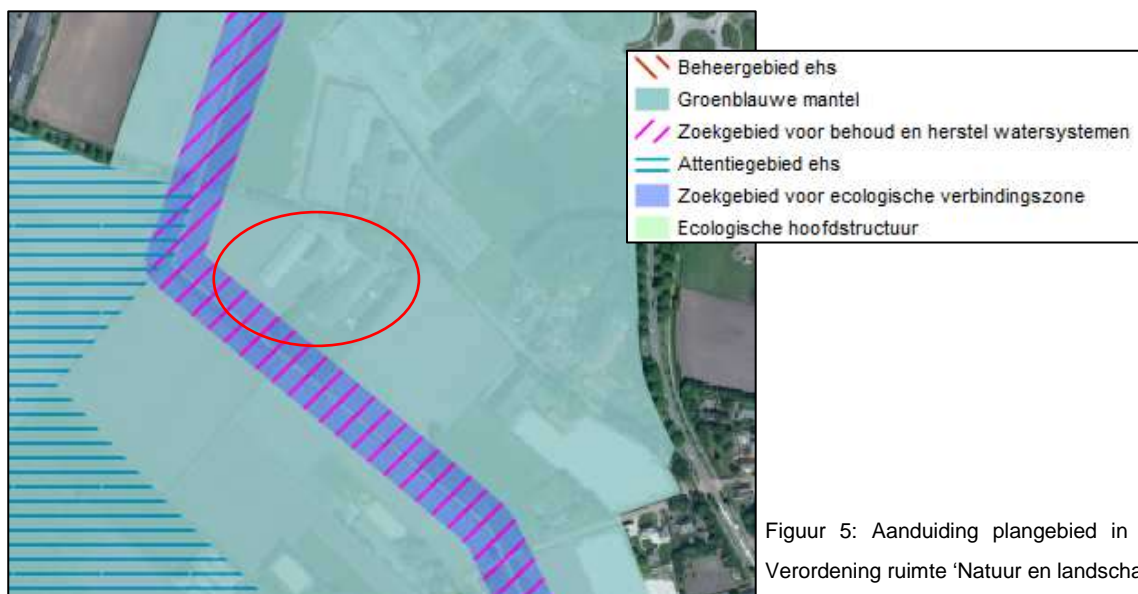 Beheergebied ehs
Groenblauwe mantel
Zoekgebied voor behoud en herstel watersystemen
Attentiegebied ehs
Zoekgebied voor ecologische verbindingszone
Ecologische hoofdstructuur
Figuur 5: Aanduiding plangebied in
Verordening ruimte ‘Natuur en landscha